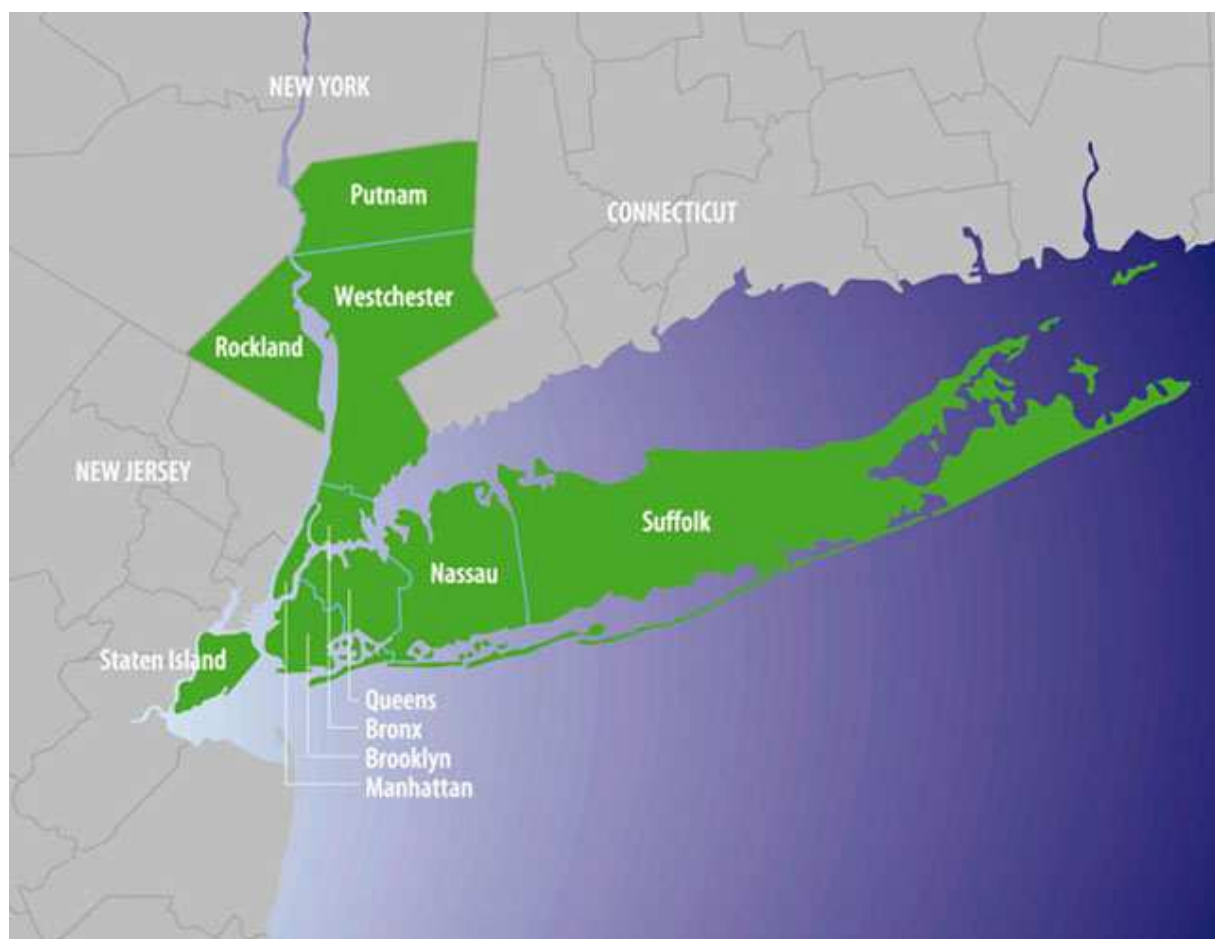 NEW YORK
Putnam
CONNECTICUT
Westchester
Rockland
NEW JERSEY
Suffolk
Nassau
Staten Island
Queens
Bronx
Brooklyn
Manhattan